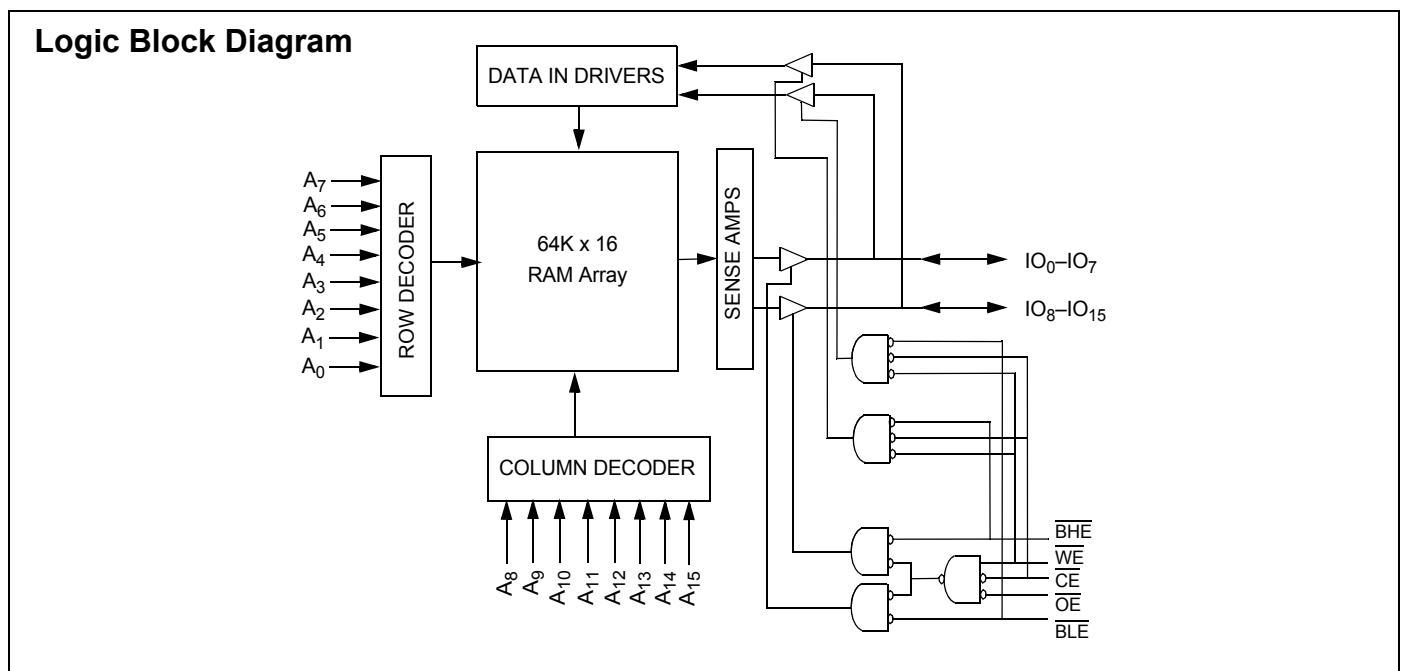 Logic Block Diagram
DATA IN DRIVERS
A7
A6
A5
A4
A3
A2
A1
A0
ROW DECODER
64K x 16
RAM Array
SENSE AMPS
IO0–IO7
IO8–IO15
COLUMN DECODER
A8
A9
A10
A11
A12
A13
A14
A15
BHE
WE
CE
OE
BLE